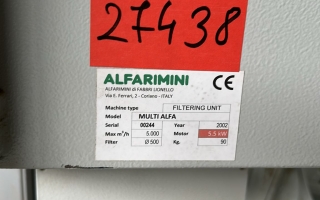 27438
ALFARIMINI CE
ALFARIMINI di FABBRI LIONELLO
Via E. Ferrari, 2 - Coriano - ITALY
Machine type FILTERING UNIT
Model MULTI ALFA
Serial 00244 Year 2002
Max m³/h 5.000 Motor 5.5 kW
Filter Ø 500 Kg. 90